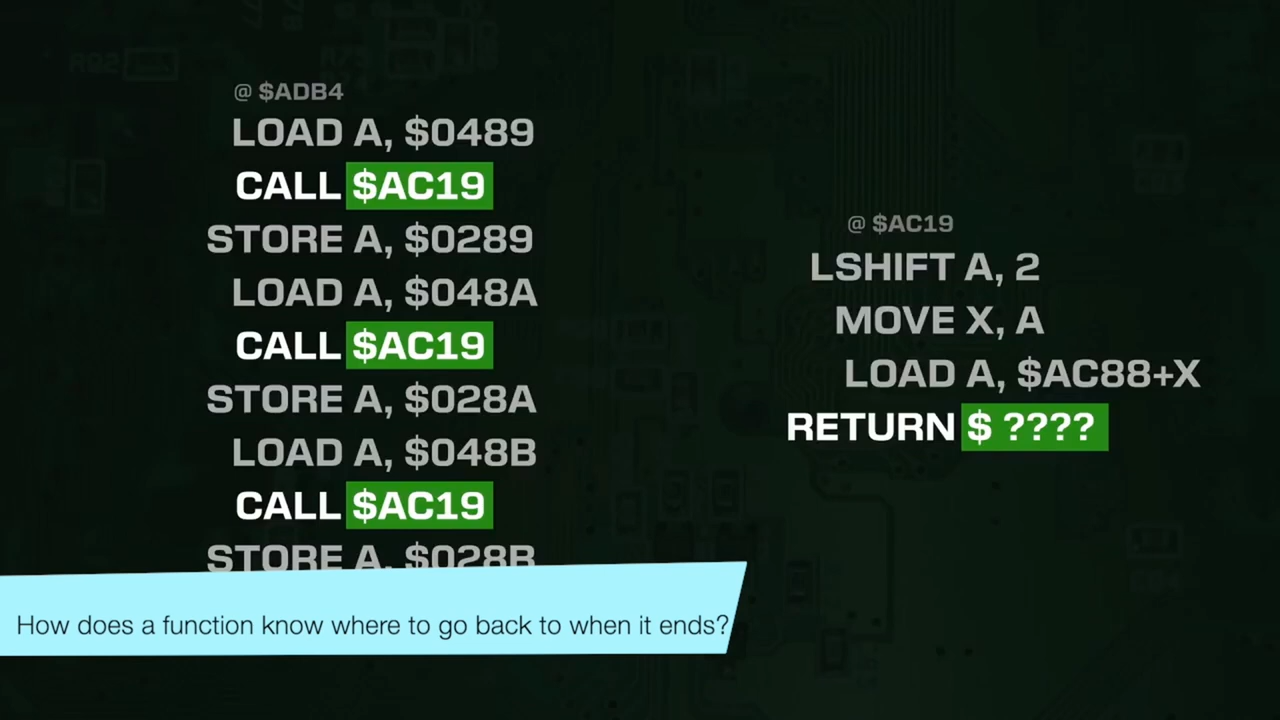 @ $ADB4
LOAD A, $0489
CALL $AC19
STORE A, $0289
LOAD A, $048A
CALL $AC19
STORE A, $028A
LOAD A, $048B
CALL $AC19
STORE A, $028B
@ $AC19
LSHIFT A, 2
MOVE X, A
LOAD A, $AC88+X
RETURN $ ????
How does a function know where to go back to when it ends?